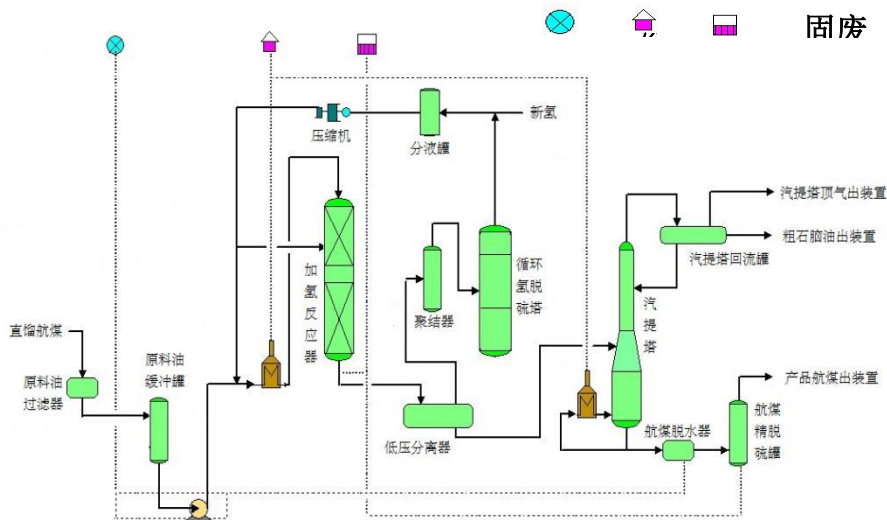 固废
新氢
压缩机
分液罐
汽提塔顶气出装置
粗石脑油出装置
汽提塔回流罐
加氢反应器
循环
氢脱
硫塔
聚结器
汽提塔
直馏航煤
原料油
过滤器
原料油
缓冲罐
低压分离器
产品航煤出装置
航煤脱水器
航煤
精脱
硫罐